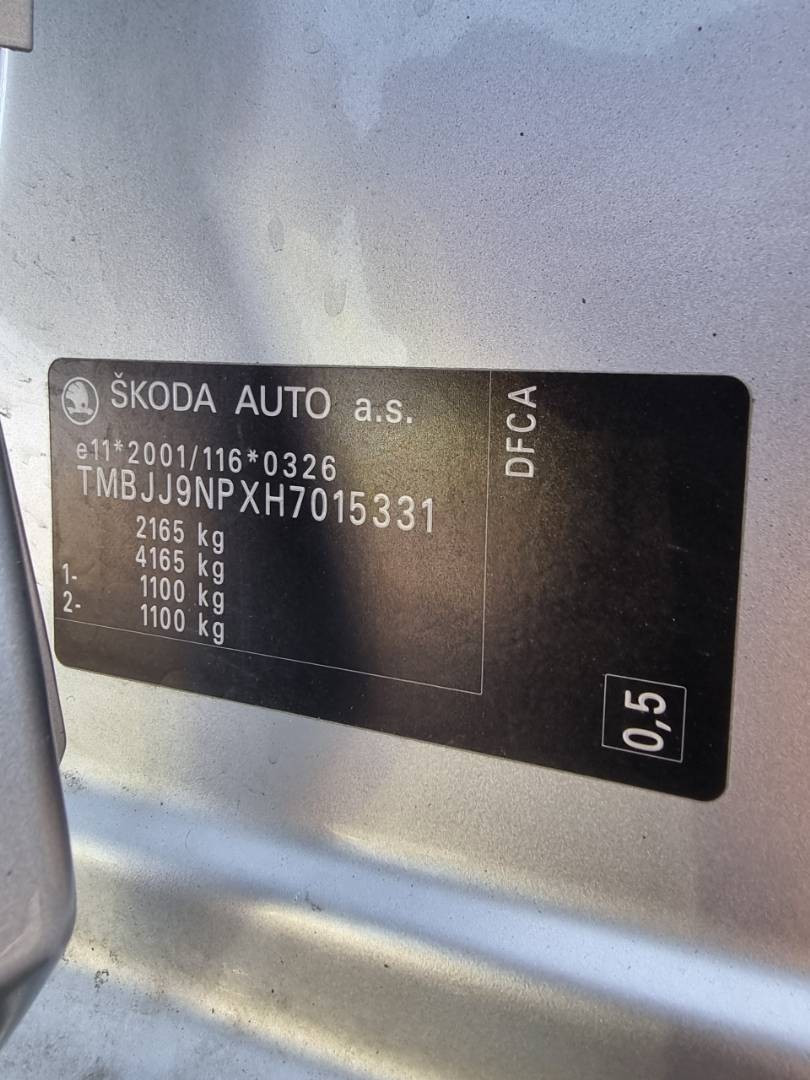 ŠKODA AUTO a.s.
e11*2001/116*0326
TMBJJ9NPXH7015331
2165 kg
4165 kg
1- 1100 kg
2- 1100 kg
DFCA
0,5